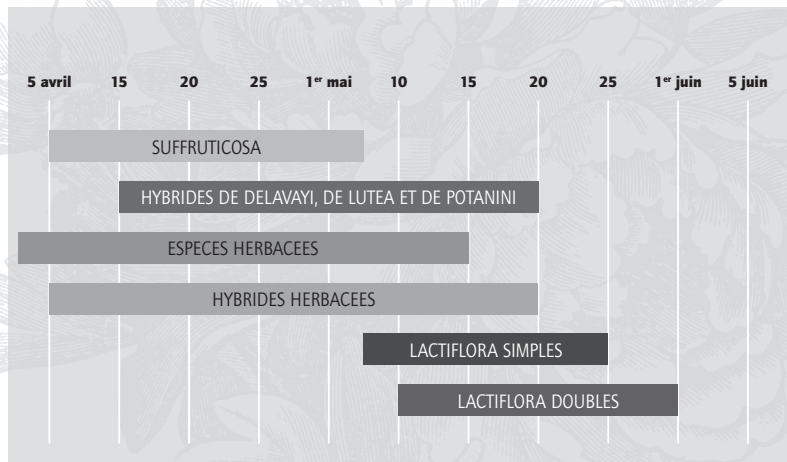 5 avril 15 20 25 1er mai 10 15 20 25 1er juin 5 juin
SUFFRUTICOSA
HYBRIDES DE DELAVAYI, DE LUTEA ET DE POTANINI
ESPECES HERBACEES
HYBRIDES HERBACEES
LACTIFLORA SIMPLES
LACTIFLORA DOUBLES